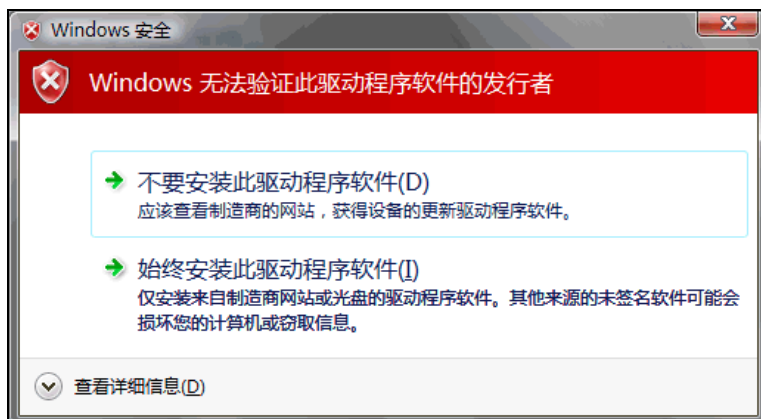 Windows 安全
Windows 无法验证此驱动程序软件的发行者
不要安装此驱动程序软件(D)
应该查看制造商的网站，获得设备的更新驱动程序软件。
始终安装此驱动程序软件(I)
仅安装来自制造商网站或光盘的驱动程序软件。其他来源的未签名软件可能会
损坏您的计算机或窃取信息。
查看详细信息(D)